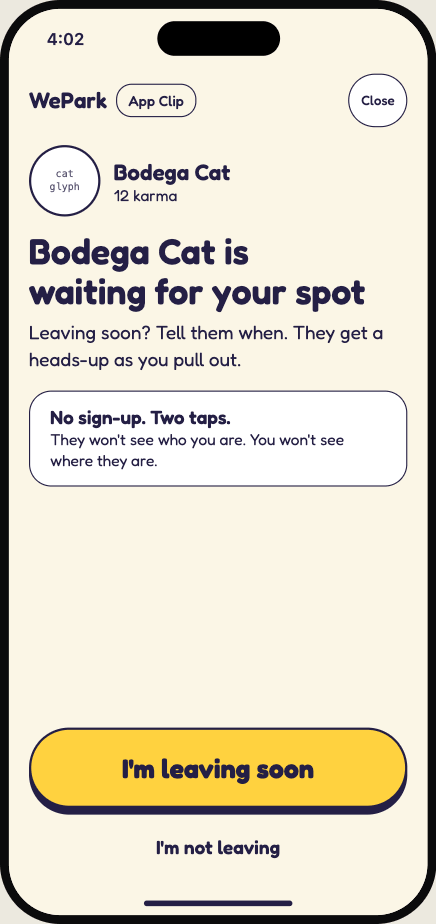 4:02
WePark
App Clip
Close
cat
glyph
Bodega Cat
12 karma
Bodega Cat is
waiting for your spot
Leaving soon? Tell them when. They get a
heads-up as you pull out.
No sign-up. Two taps.
They won't see who you are. You won't see
where they are.
I'm leaving soon
I'm not leaving